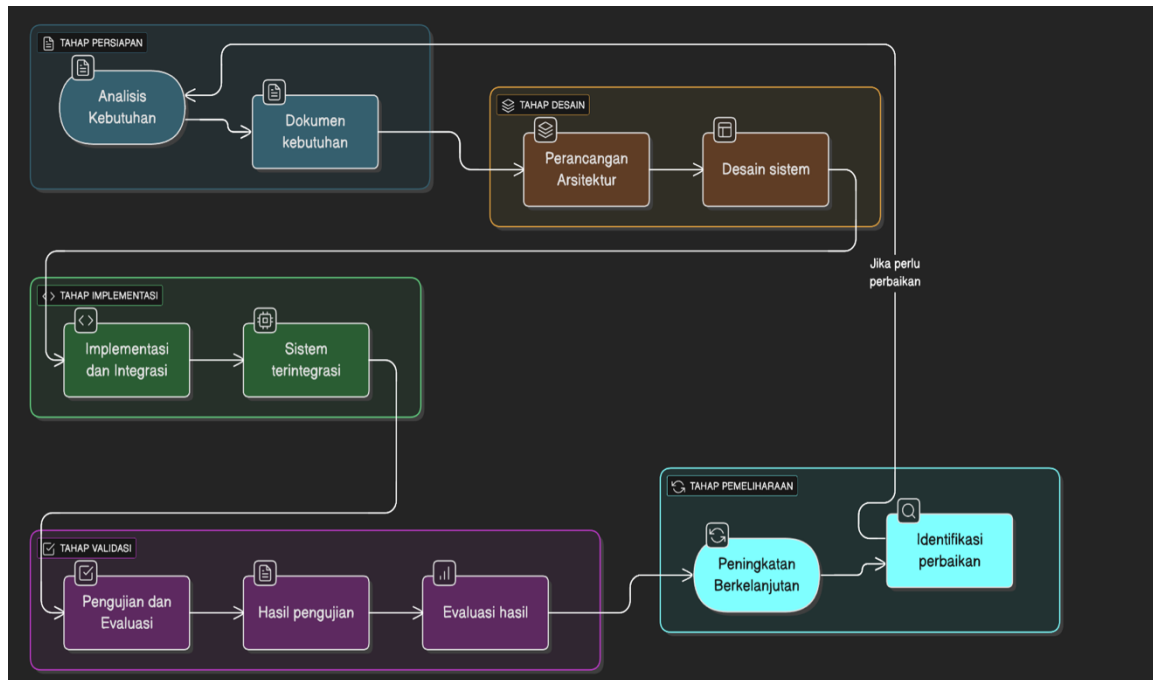 TAHAP PERSIAPAN
Analisis
Kebutuhan
Dokumen
kebutuhan
TAHAP DESAIN
Perancangan
Arsitektur
Desain sistem
Jika perlu
perbaikan
TAHAP IMPLEMENTASI
Implementasi
dan Integrasi
Sistem
terintegrasi
TAHAP VALIDASI
Pengujian dan
Evaluasi
Hasil pengujian
Evaluasi hasil
TAHAP PEMELIHARAAN
Peningkatan
Berkelanjutan
Identifikasi
perbaikan